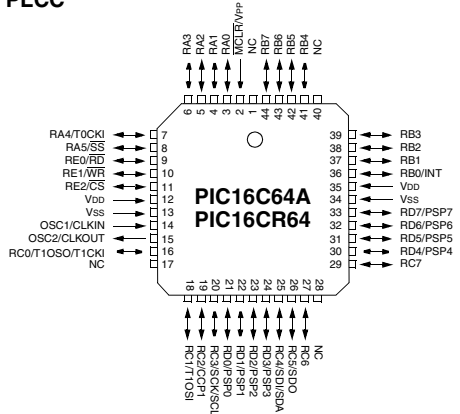 PLCC
RA3
RA2
RA1
RA0
MCLR/VPP
NC
RB7
RB6
RB5
RB4
NC
6
5
4
3
2
1
44
43
42
41
40
RA4/T0CKI 7
RA5/SS 8
RE0/RD 9
RE1/WR 10
RE2/CS 11
VDD 12
VSS 13
OSC1/CLKIN 14
OSC2/CLKOUT 15
RC0/T1OSO/T1CKI 16
NC 17
PIC16C64A
PIC16CR64
39 RB3
38 RB2
37 RB1
36 RB0/INT
35 VDD
34 VSS
33 RD7/PSP7
32 RD6/PSP6
31 RD5/PSP5
30 RD4/PSP4
29 RC7
18
19
20
21
22
23
24
25
26
27
28
RC1/T1OSI
RC2/CCP1
RC3/SCK/SCL
RD0/PSP0
RD1/PSP1
RD2/PSP2
RD3/PSP3
RC4/SDI/SDA
RC5/SDO
RC6
NC